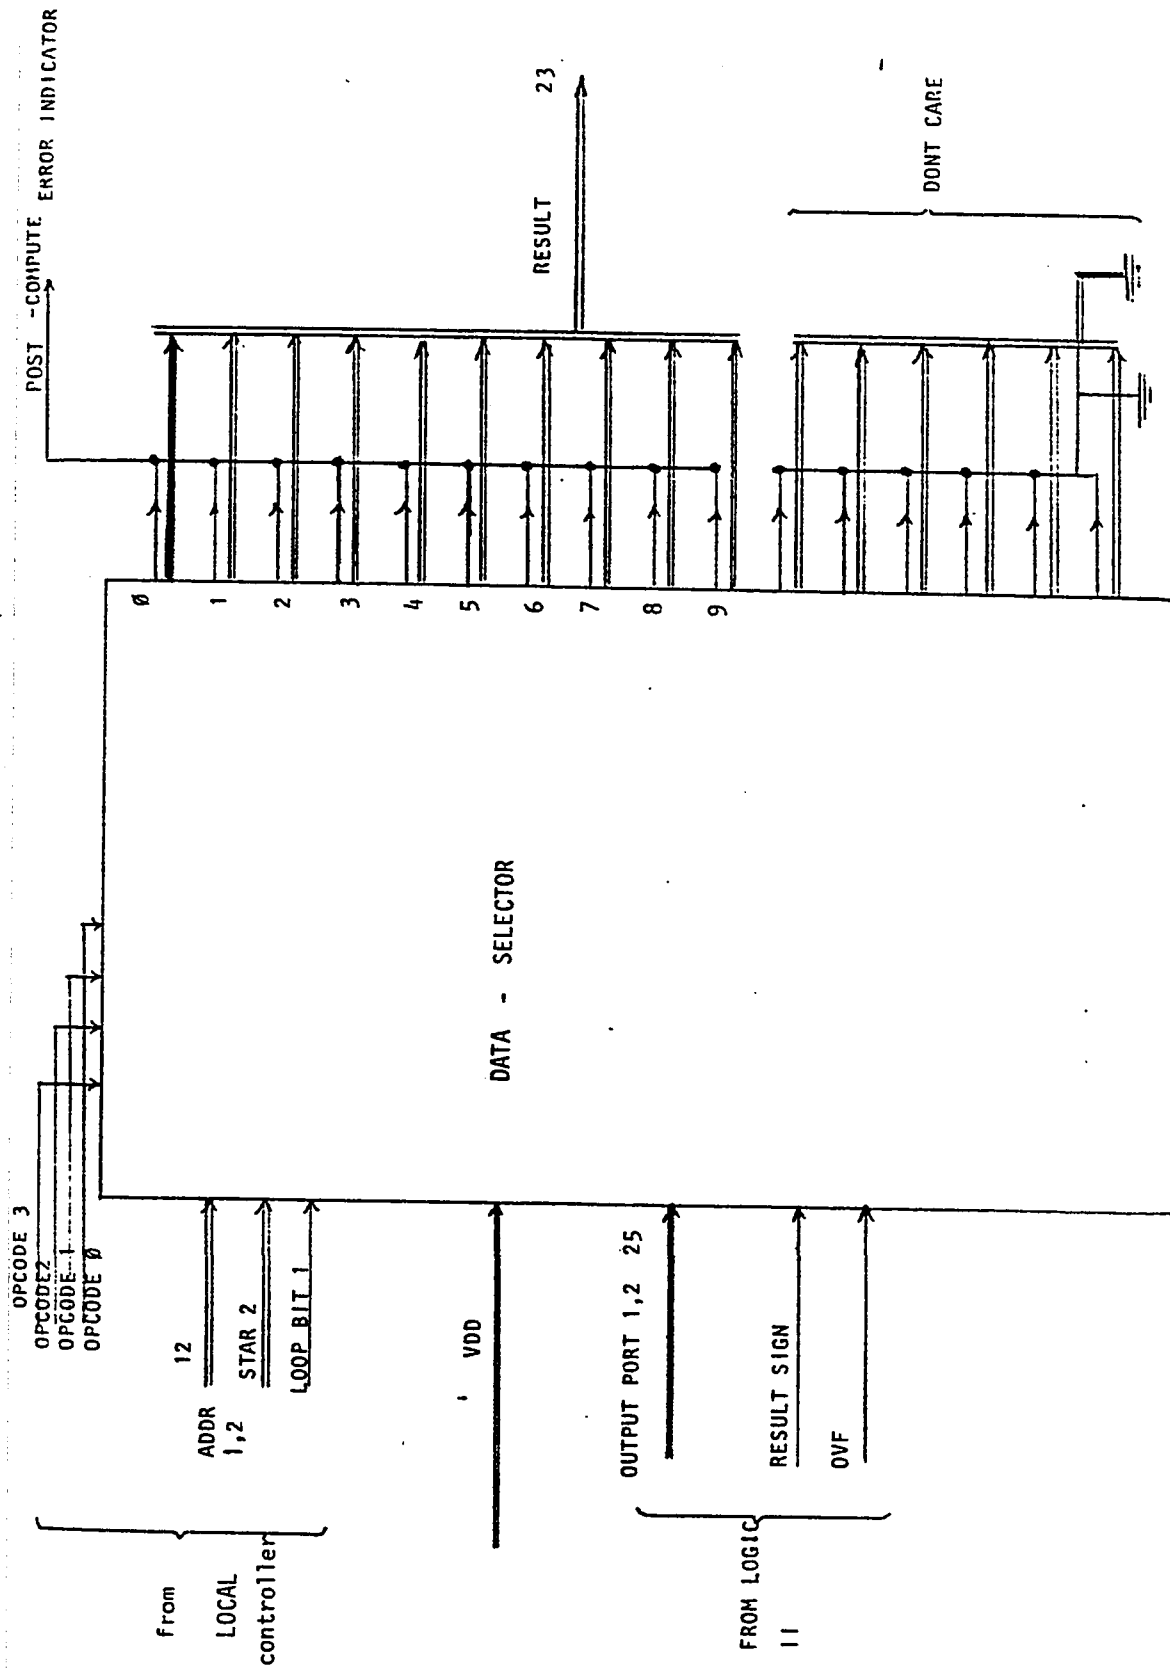 OPCODE 3
OPCODE2
OPCODE 1
OPCODE Ø
from
LOCAL
controller
12
ADDR
1,2
STAR 2
LOOP BIT 1
VDD
OUTPUT PORT 1,2 25
RESULT SIGN
OVF
FROM LOGIC
II
DATA - SELECTOR
Ø
1
2
3
4
5
6
7
8
9
POST -COMPUTE ERROR INDICATOR
RESULT 23
DONT CARE